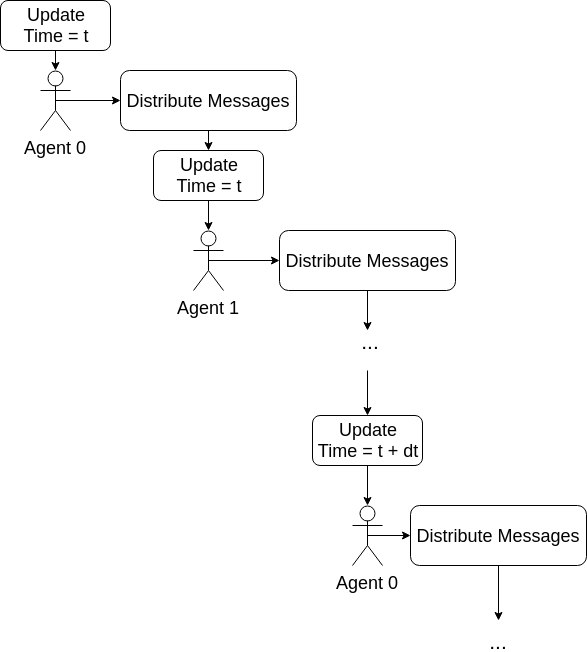 Update
Time = t
Distribute Messages
Agent 0
Update
Time = t
Distribute Messages
Agent 1
...
Update
Time = t + dt
Distribute Messages
Agent 0
...